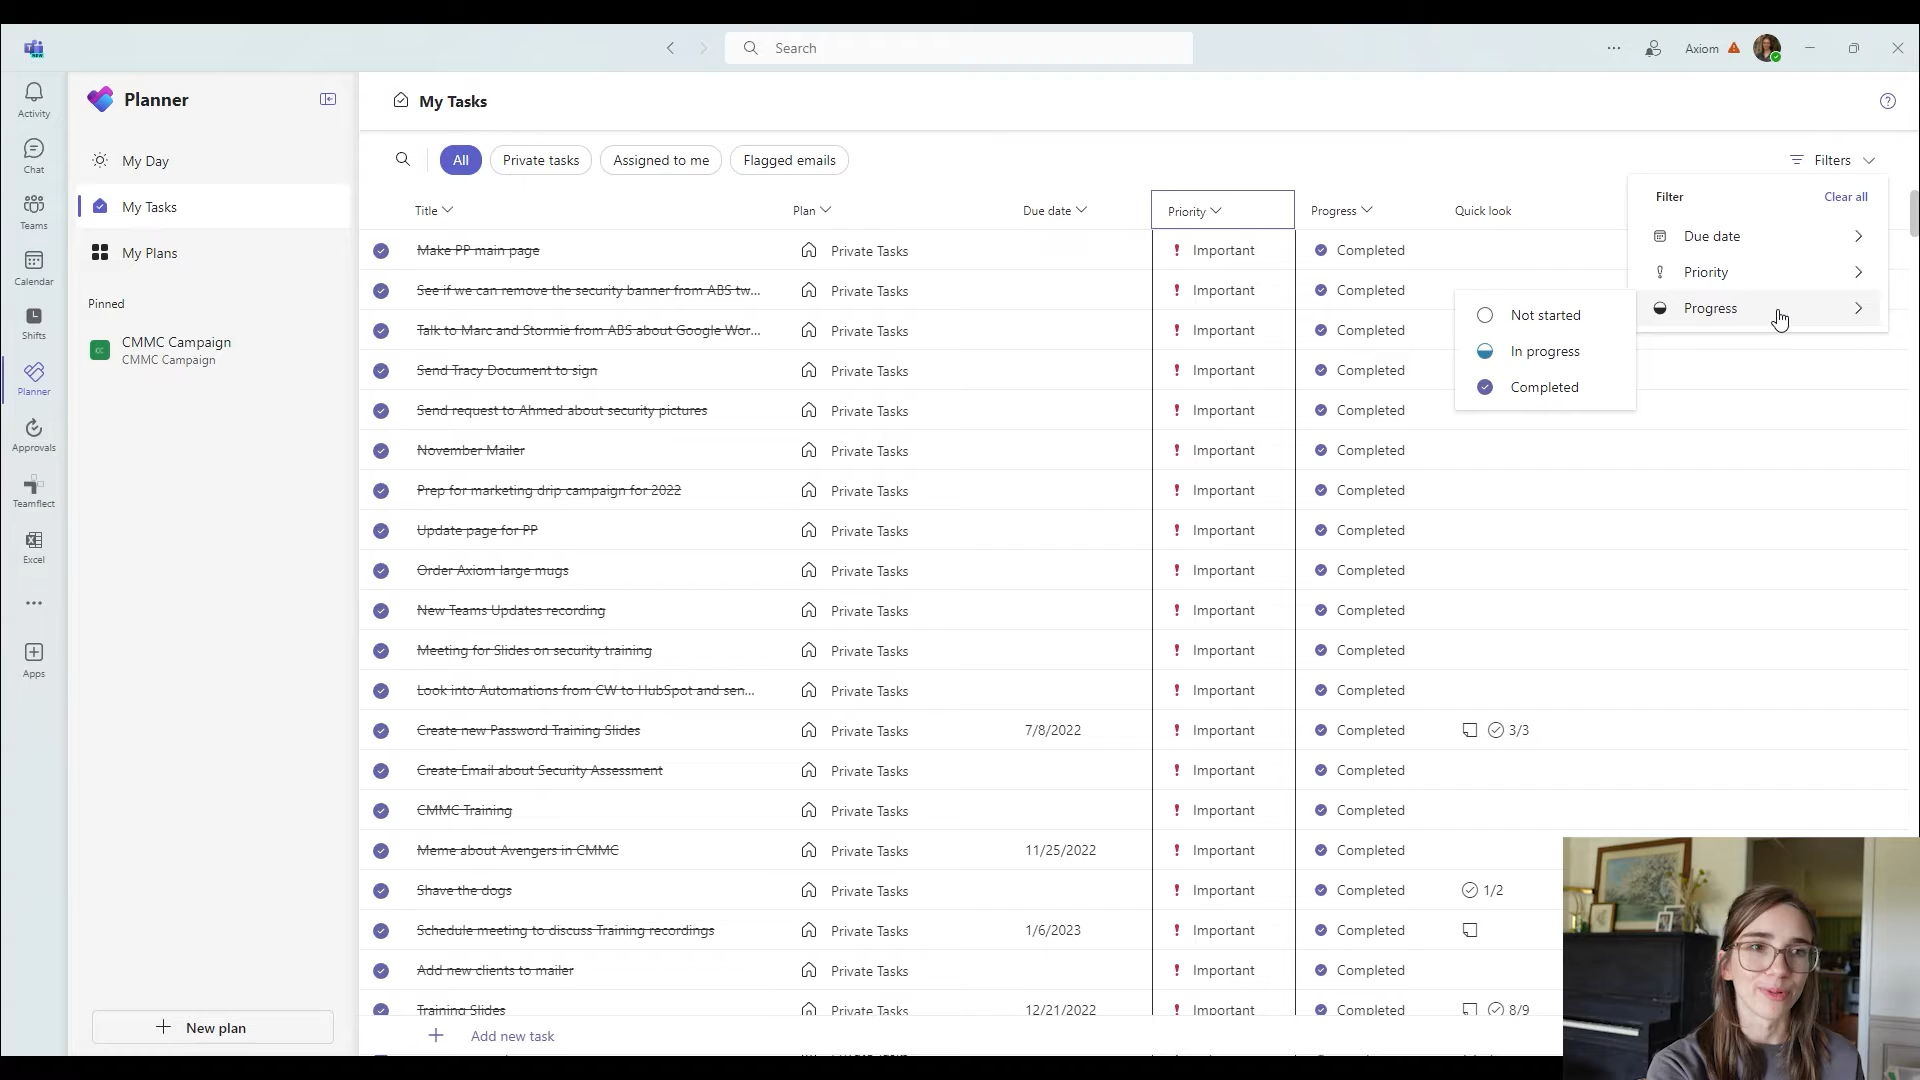 Search
Axiom
Activity
Chat
Teams
Calendar
Shifts
Planner
Approvals
Teamflect
Excel
Apps
Planner
My Day
My Tasks
My Plans
Pinned
CC
CMMC Campaign
CMMC Campaign
New plan
My Tasks
All Private tasks Assigned to me Flagged emails
Filters
Title Plan Due date Priority Progress Quick look
Make PP main page Private Tasks Important Completed
See if we can remove the security banner from ABS tw... Private Tasks Important Completed
Talk to Marc and Stormie from ABS about Google Wor... Private Tasks Important Completed
Send Tracy Document to sign Private Tasks Important Completed
Send request to Ahmed about security pictures Private Tasks Important Completed
November Mailer Private Tasks Important Completed
Prep for marketing drip campaign for 2022 Private Tasks Important Completed
Update page for PP Private Tasks Important Completed
Order Axiom large mugs Private Tasks Important Completed
New Teams Updates recording Private Tasks Important Completed
Meeting for Slides on security training Private Tasks Important Completed
Look into Automations from CW to HubSpot and sen... Private Tasks Important Completed
Create new Password Training Slides Private Tasks 7/8/2022 Important Completed 3/3
Create Email about Security Assessment Private Tasks Important Completed
CMMC Training Private Tasks Important Completed
Meme about Avengers in CMMC Private Tasks 11/25/2022 Important Completed
Shave the dogs Private Tasks Important Completed 1/2
Schedule meeting to discuss Training recordings Private Tasks 1/6/2023 Important Completed
Add new clients to mailer Private Tasks Important Completed
Training Slides Private Tasks 12/21/2022 Important Completed 8/9
Add new task
Filter Clear all
Due date
Priority
Progress
Not started
In progress
Completed